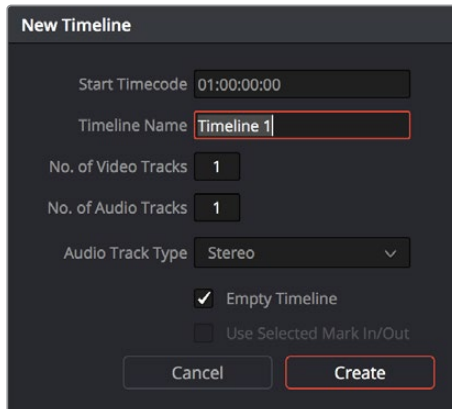 New Timeline
Start Timecode 01:00:00:00
Timeline Name Timeline 1
No. of Video Tracks 1
No. of Audio Tracks 1
Audio Track Type Stereo
Empty Timeline
Use Selected Mark In/Out
Cancel Create